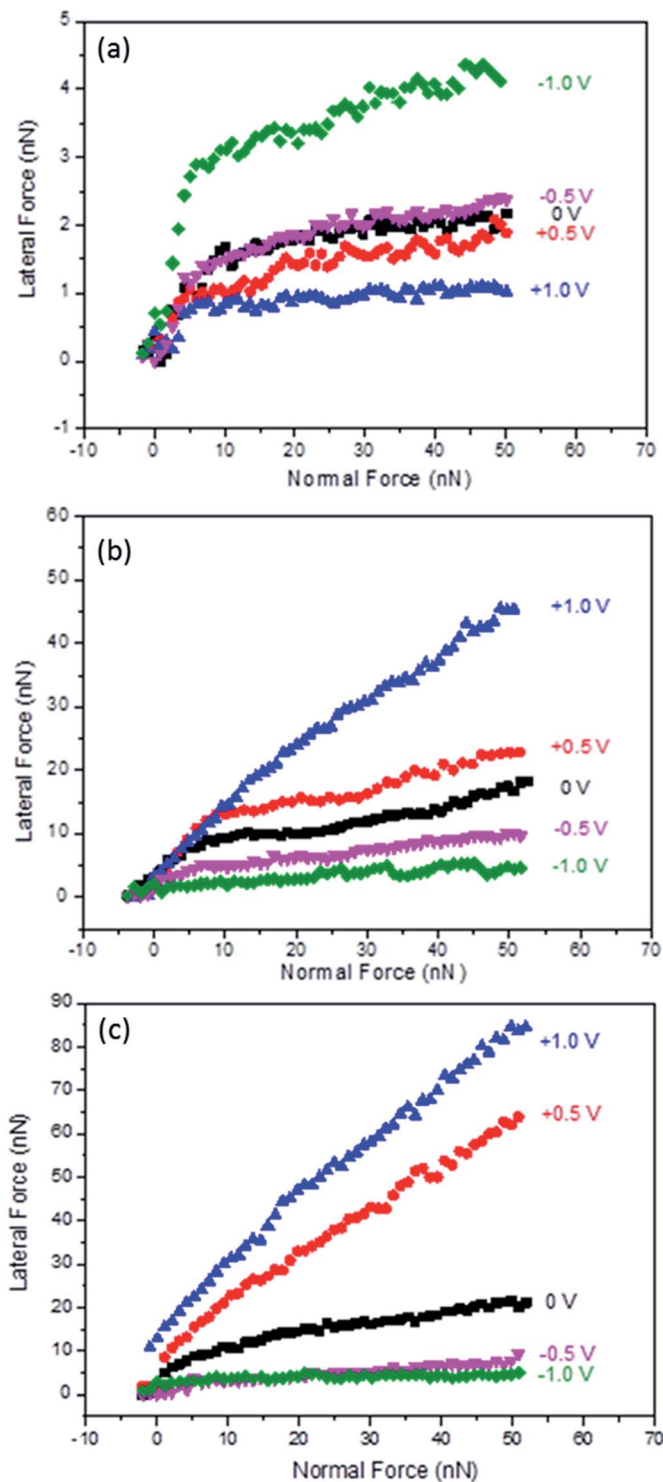 (a)
5
4
3
2
1
0
-1
Lateral Force (nN)
-1.0 V
-0.5 V
0 V
+0.5 V
+1.0 V
-10 0 10 20 30 40 50 60 70
Normal Force (nN)
(b)
60
50
40
30
20
10
0
Lateral Force (nN)
+1.0 V
+0.5 V
0 V
-0.5 V
-1.0 V
-10 0 10 20 30 40 50 60 70
Normal Force (nN)
(c)
90
80
70
60
50
40
30
20
10
0
Lateral Force (nN)
+1.0 V
+0.5 V
0 V
-0.5 V
-1.0 V
-10 0 10 20 30 40 50 60 70
Normal Force (nN)